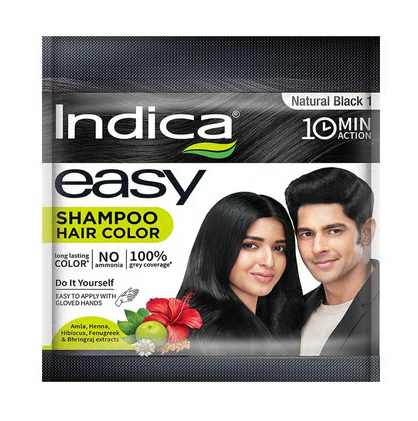 Natural Black 1
Indica®
10 MIN
ACTION
easy
SHAMPOO
HAIR COLOR
long lasting
COLOR*
NO
ammonia
100%
grey coverage*
Do It Yourself
EASY TO APPLY WITH
GLOVED HANDS
Amla, Henna,
Hibiscus, Fenugreek
& Bhringraj extracts